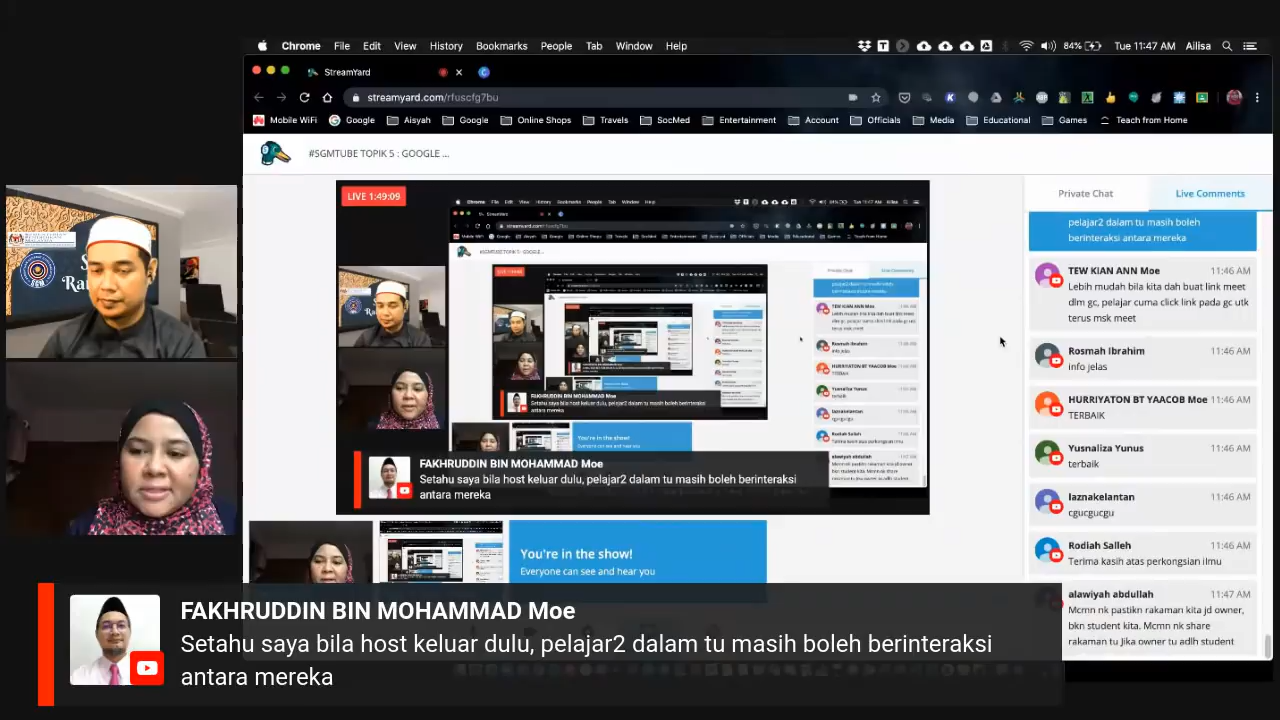 Chrome File Edit View History Bookmarks People Tab Window Help
84% Tue 11:47 AM Ailisa
StreamYard
streamyard.com/rfuscfg7bu
Mobile WiFi Google Aisyah Google Online Shops Travels SocMed Entertainment Account Officials Media Educational Games Teach from Home
#SGMTUBE TOPIK 5 : GOOGLE ...
LIVE 1:49:09
Private Chat Live Comments
pelajar2 dalam tu masih boleh
berinteraksi antara mereka
TEW KIAN ANN Moe 11:46 AM
Lebih mudah bila kita dah buat link meet
dlm gc, pelajar cuma click link pada gc utk
terus msk meet
Rosmah Ibrahim 11:46 AM
info jelas
HURRIYATON BT YAACOB Moe 11:46 AM
TERBAIK
Yusnaliza Yunus 11:46 AM
terbaik
laznakelantan 11:46 AM
cgucgucgu
Rodiah Salleh 11:46 AM
Terima kasih atas perkongian ilmu
alawiyah abdullah 11:47 AM
Mcmn nk pastikn rakaman kita jd owner,
bkn student kita. Mcmn nk share
rakaman tu Jika owner tu adlh student
FAKHRUDDIN BIN MOHAMMAD Moe
Setahu saya bila host keluar dulu, pelajar2 dalam tu masih boleh berinteraksi
antara mereka
You're in the show!
Everyone can see and hear you
FAKHRUDDIN BIN MOHAMMAD Moe
Setahu saya bila host keluar dulu, pelajar2 dalam tu masih boleh berinteraksi
antara mereka